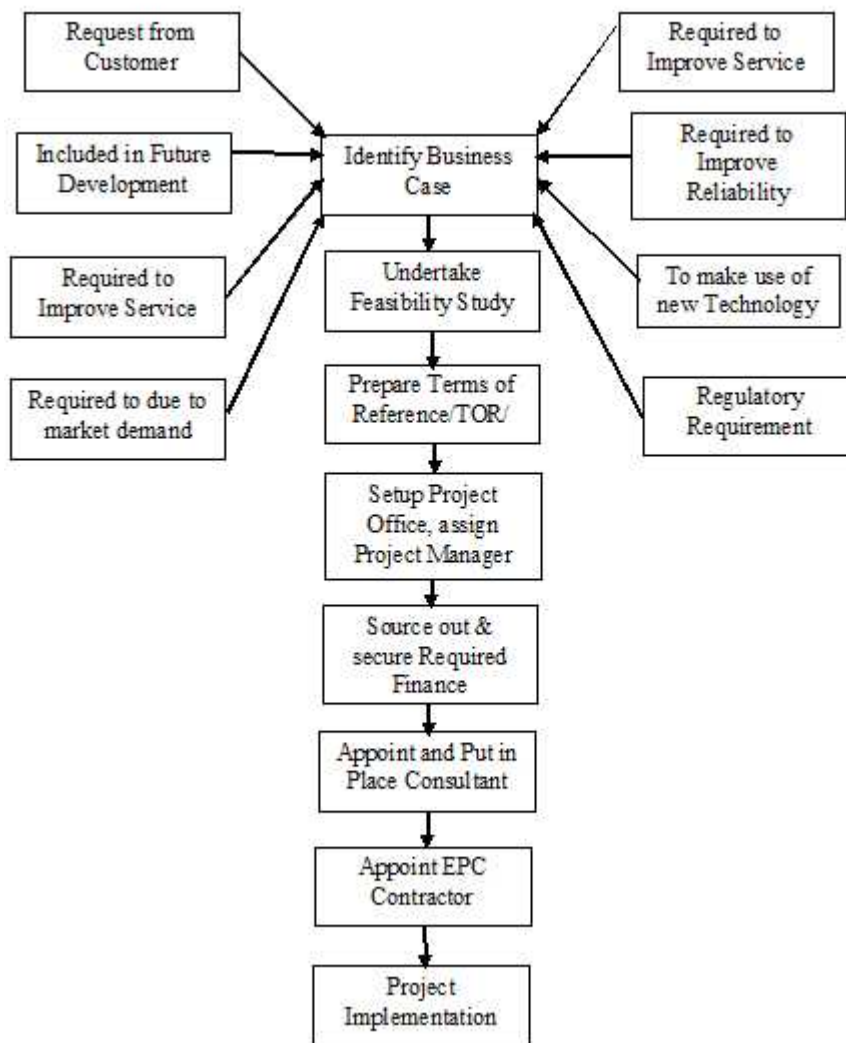 Request from
Customer
Required to
Improve Service
Included in Future
Development
Identify Business
Case
Required to
Improve
Reliability
Required to
Improve Service
Undertake
Feasibility Study
To make use of
new Technology
Required to due to
market demand
Prepare Terms of
Reference/TOR/
Regulatory
Requirement
Setup Project
Office, assign
Project Manager
Source out &
secure Required
Finance
Appoint and Put in
Place Consultant
Appoint EPC
Contractor
Project
Implementation